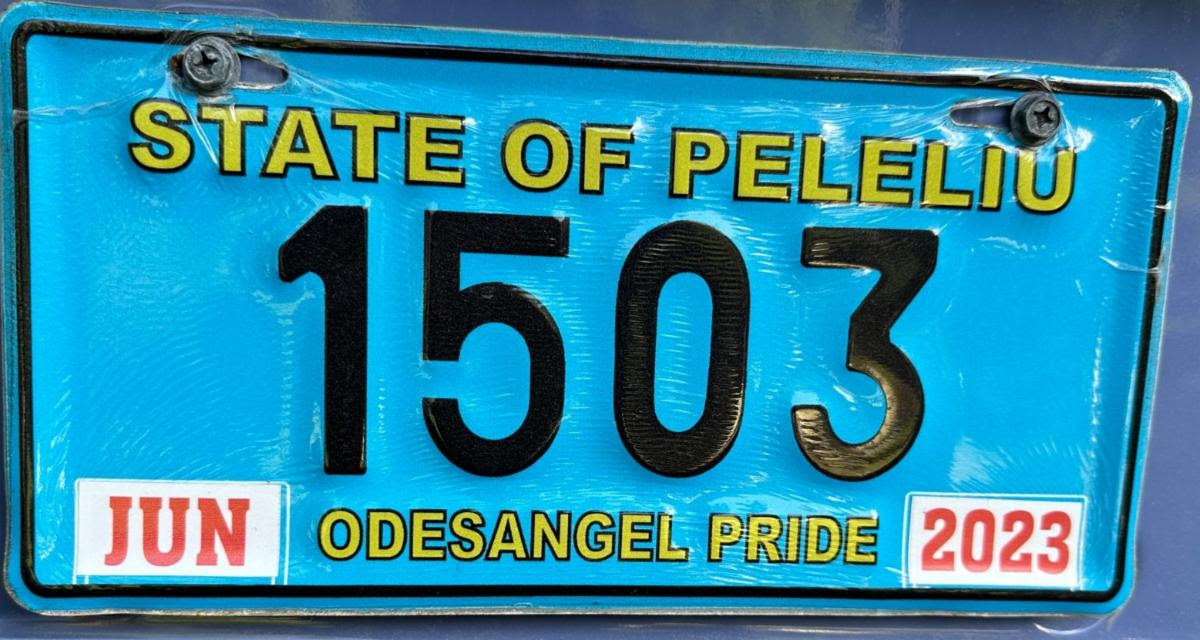 STATE OF PELELIU
1503
JUN
ODESANGEL PRIDE
2023